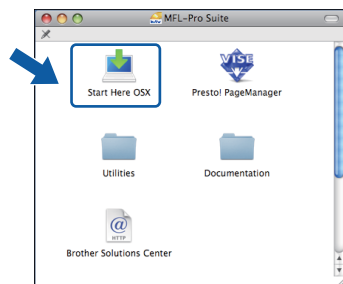 MFL-Pro Suite
Start Here OSX
VISE
Presto! PageManager
Utilities
Documentation
@
HTTP
Brother Solutions Center